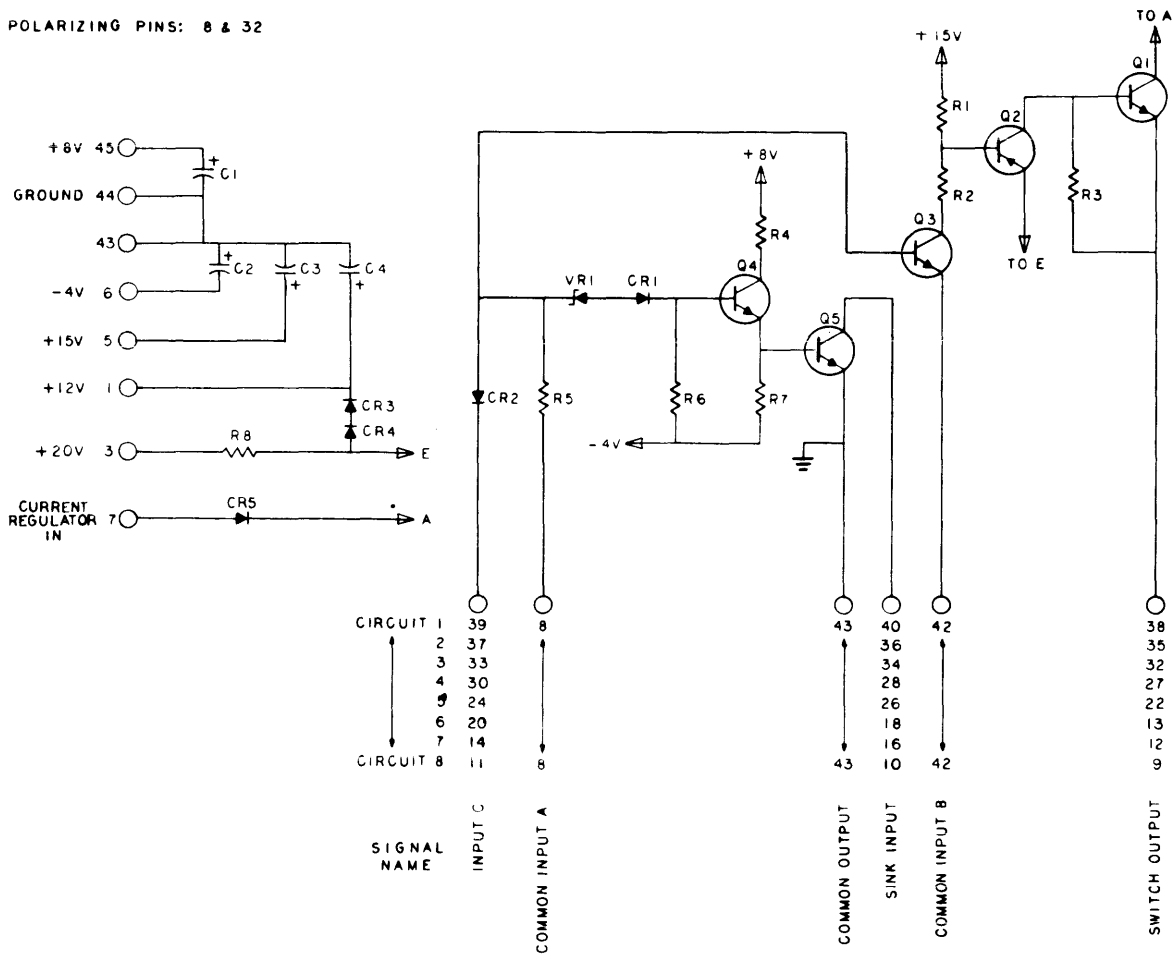 POLARIZING PINS: 8 & 32
TO A
+15V
Q1
R1
Q2
+8V 45
C1
+
+8V
GROUND 44
R2
R3
R4
Q3
43
C2
+
C3
+
C4
+
Q4
TO E
-4V 6
VR1
CR1
Q5
+15V 5
+12V 1
CR3
CR2
R5
R6
R7
CR4
-4V
+20V 3
R8
E
CURRENT
REGULATOR 7
IN
CR5
A
CIRCUIT 1 39 8 43 40 42 38
2 37 36 35
3 33 34 32
4 30 28 27
5 24 26 22
6 20 18 13
7 14 16 12
CIRCUIT 8 11 8 43 10 42 9
SIGNAL
NAME
INPUT C
COMMON INPUT A
COMMON OUTPUT
SINK INPUT
COMMON INPUT B
SWITCH OUTPUT